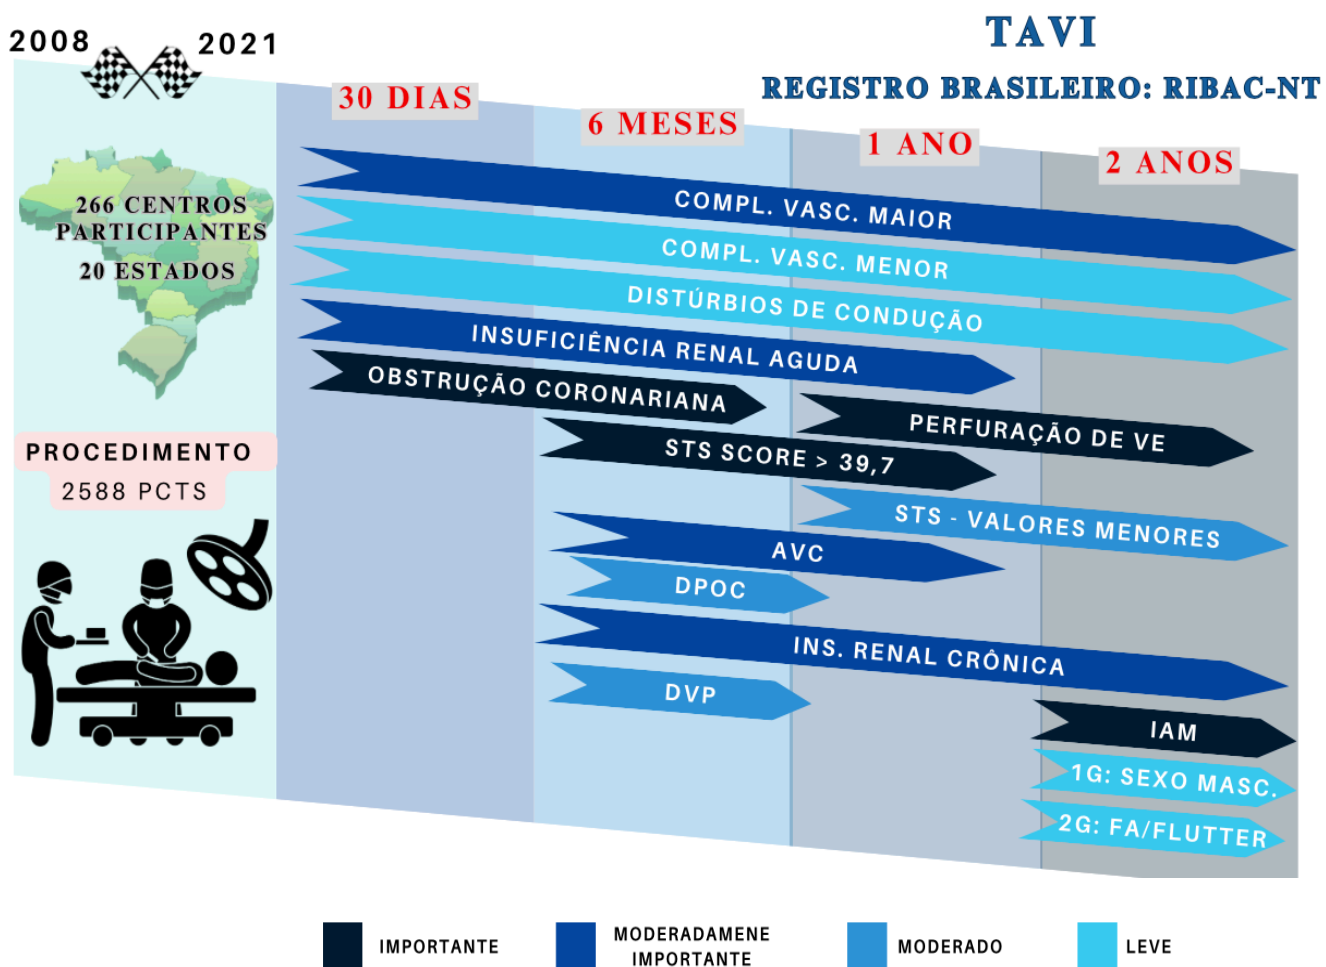 2008
2021
TAVI
REGISTRO BRASILEIRO: RIBAC-NT
30 DIAS
6 MESES
1 ANO
2 ANOS
266 CENTROS
PARTICIPANTES
20 ESTADOS
COMPL. VASC. MAIOR
COMPL. VASC. MENOR
DISTÚRBIOS DE CONDUÇÃO
INSUFICIÊNCIA RENAL AGUDA
OBSTRUÇÃO CORONARIANA
PERFURAÇÃO DE VE
STS SCORE > 39,7
STS - VALORES MENORES
PROCEDIMENTO
2588 PCTS
AVC
DPOC
INS. RENAL CRÔNICA
DVP
IAM
1G: SEXO MASC.
2G: FA/FLUTTER
IMPORTANTE
MODERADAMENE
IMPORTANTE
MODERADO
LEVE